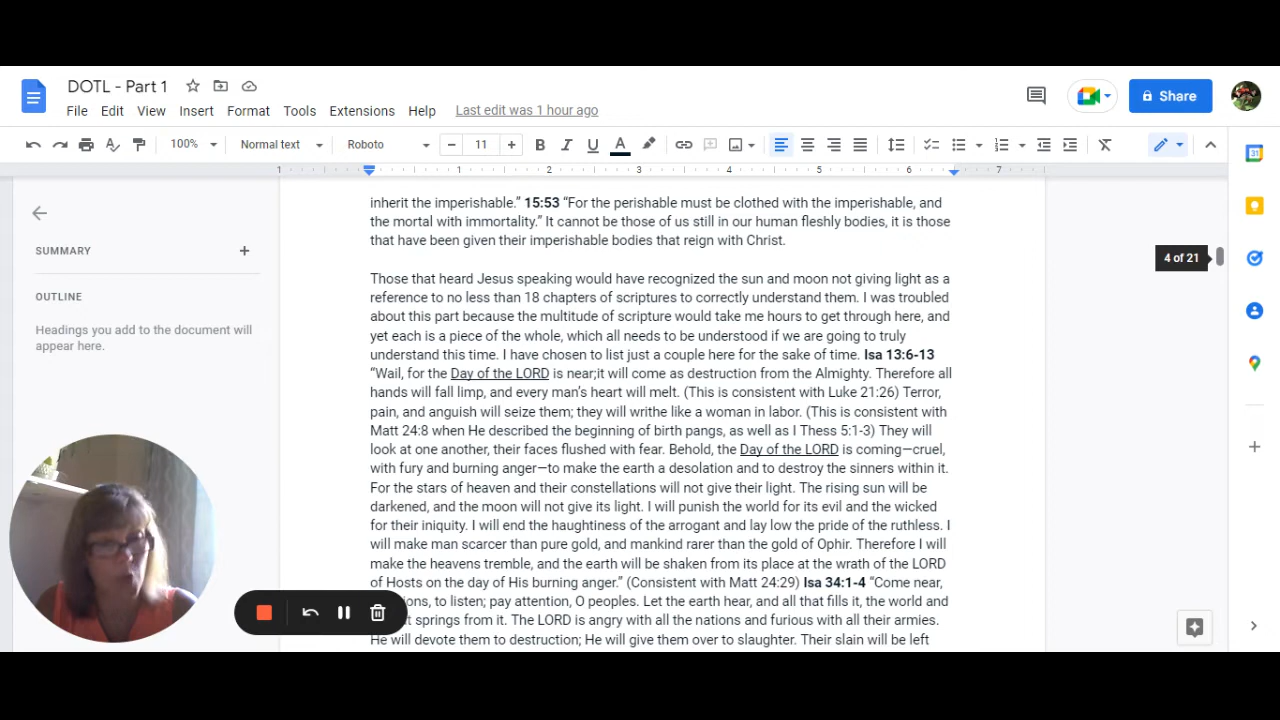 DOTL - Part 1
File Edit View Insert Format Tools Extensions Help Last edit was 1 hour ago
Share
100% Normal text Roboto 11 B I U A
1 1 2 3 4 5 6 7
31
SUMMARY
OUTLINE
Headings you add to the document will
appear here.
4 of 21
inherit the imperishable.” 15:53 “For the perishable must be clothed with the imperishable, and
the mortal with immortality.” It cannot be those of us still in our human fleshly bodies, it is those
that have been given their imperishable bodies that reign with Christ.
Those that heard Jesus speaking would have recognized the sun and moon not giving light as a
reference to no less than 18 chapters of scriptures to correctly understand them. I was troubled
about this part because the multitude of scripture would take me hours to get through here, and
yet each is a piece of the whole, which all needs to be understood if we are going to truly
understand this time. I have chosen to list just a couple here for the sake of time. Isa 13:6-13
“Wail, for the Day of the LORD is near;it will come as destruction from the Almighty. Therefore all
hands will fall limp, and every man’s heart will melt. (This is consistent with Luke 21:26) Terror,
pain, and anguish will seize them; they will writhe like a woman in labor. (This is consistent with
Matt 24:8 when He described the beginning of birth pangs, as well as I Thess 5:1-3) They will
look at one another, their faces flushed with fear. Behold, the Day of the LORD is coming—cruel,
with fury and burning anger—to make the earth a desolation and to destroy the sinners within it.
For the stars of heaven and their constellations will not give their light. The rising sun will be
darkened, and the moon will not give its light. I will punish the world for its evil and the wicked
for their iniquity. I will end the haughtiness of the arrogant and lay low the pride of the ruthless. I
will make man scarcer than pure gold, and mankind rarer than the gold of Ophir. Therefore I will
make the heavens tremble, and the earth will be shaken from its place at the wrath of the LORD
of Hosts on the day of His burning anger.” (Consistent with Matt 24:29) Isa 34:1-4 “Come near,
ions, to listen; pay attention, O peoples. Let the earth hear, and all that fills it, the world and
t springs from it. The LORD is angry with all the nations and furious with all their armies.
He will devote them to destruction; He will give them over to slaughter. Their slain will be left